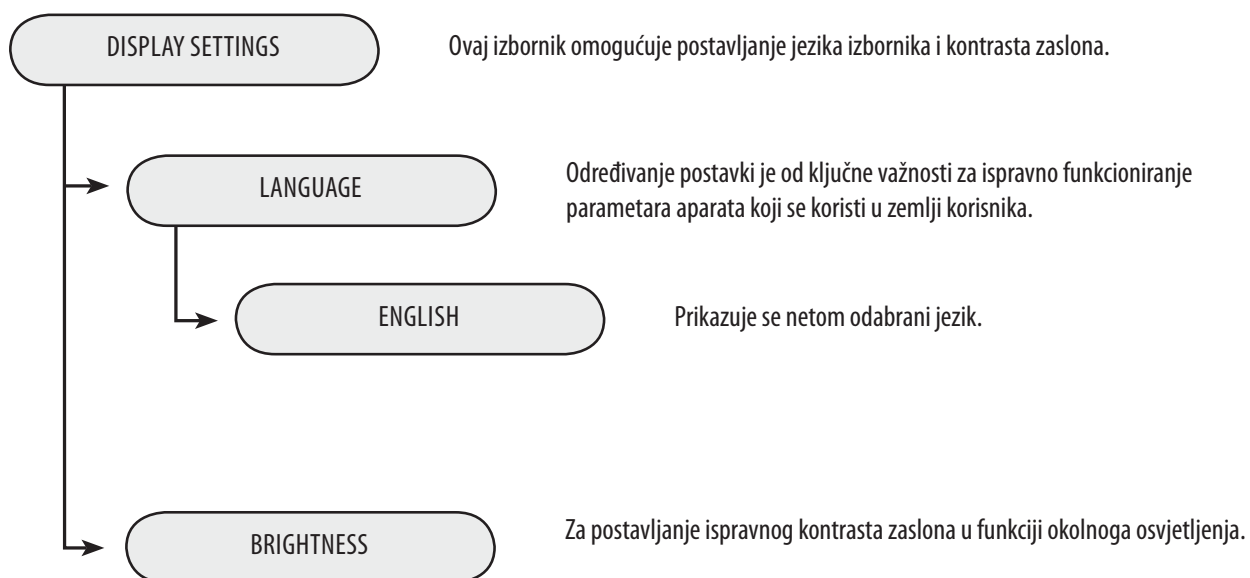 DISPLAY SETTINGS
Ovaj izbornik omogućuje postavljanje jezika izbornika i kontrasta zaslona.
LANGUAGE
Određivanje postavki je od ključne važnosti za ispravno funkcioniranje
parametara aparata koji se koristi u zemlji korisnika.
ENGLISH
Prikazuje se netom odabrani jezik.
BRIGHTNESS
Za postavljanje ispravnog kontrasta zaslona u funkciji okolnoga osvjetljenja.